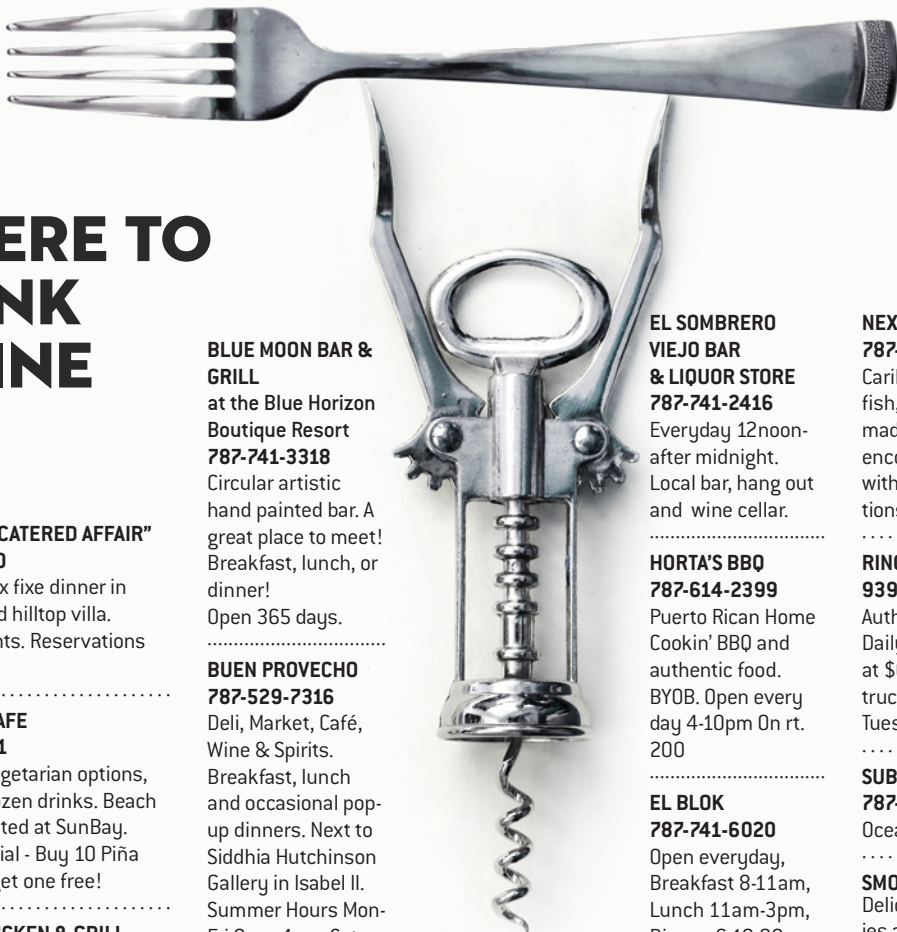 ERE TO
NK
INE
CATERED AFFAIR”
x fixe dinner in
d hilltop villa.
nts. Reservations
AFE
1
getarian options,
ozen drinks. Beach
ted at SunBay.
ial - Buy 10 Piña
et one free!
BLUE MOON BAR &
GRILL
at the Blue Horizon
Boutique Resort
787-741-3318
Circular artistic
hand painted bar. A
great place to meet!
Breakfast, lunch, or
dinner!
Open 365 days.
BUEN PROVECHO
787-529-7316
Deli, Market, Café,
Wine & Spirits.
Breakfast, lunch
and occasional pop-
up dinners. Next to
Siddhia Hutchinson
Gallery in Isabel II.
Summer Hours Mon-
EL SOMBRERO
VIEJO BAR
& LIQUOR STORE
787-741-2416
Everyday 12noon-
after midnight.
Local bar, hang out
and wine cellar.
HORTA’S BBQ
787-614-2399
Puerto Rican Home
Cookin’ BBQ and
authentic food.
BYOB. Open every
day 4-10pm On rt.
200
EL BLOK
787-741-6020
Open everyday,
Breakfast 8-11am,
Lunch 11am-3pm,
NEX
787-
Carib
fish,
mad
enco
with
tions
RINC
939
Auth
Daily
at $
truc
Tues
SUB
787-
Ocea
SMO
Delic